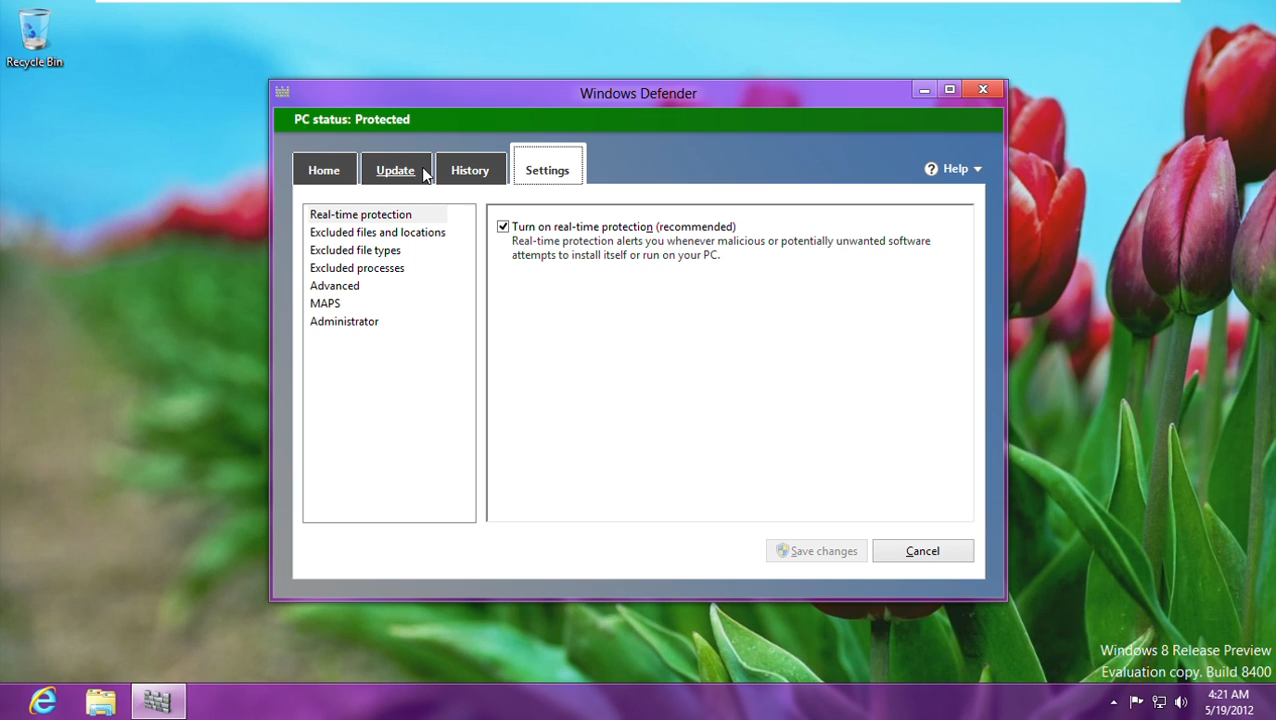 Recycle Bin
Windows Defender
PC status: Protected
Home
Update
History
Settings
Help
Real-time protection
Excluded files and locations
Excluded file types
Excluded processes
Advanced
MAPS
Administrator
Turn on real-time protection (recommended)
Real-time protection alerts you whenever malicious or potentially unwanted software
attempts to install itself or run on your PC.
Save changes
Cancel
Windows 8 Release Preview
Evaluation copy. Build 8400
4:21 AM
5/19/2012